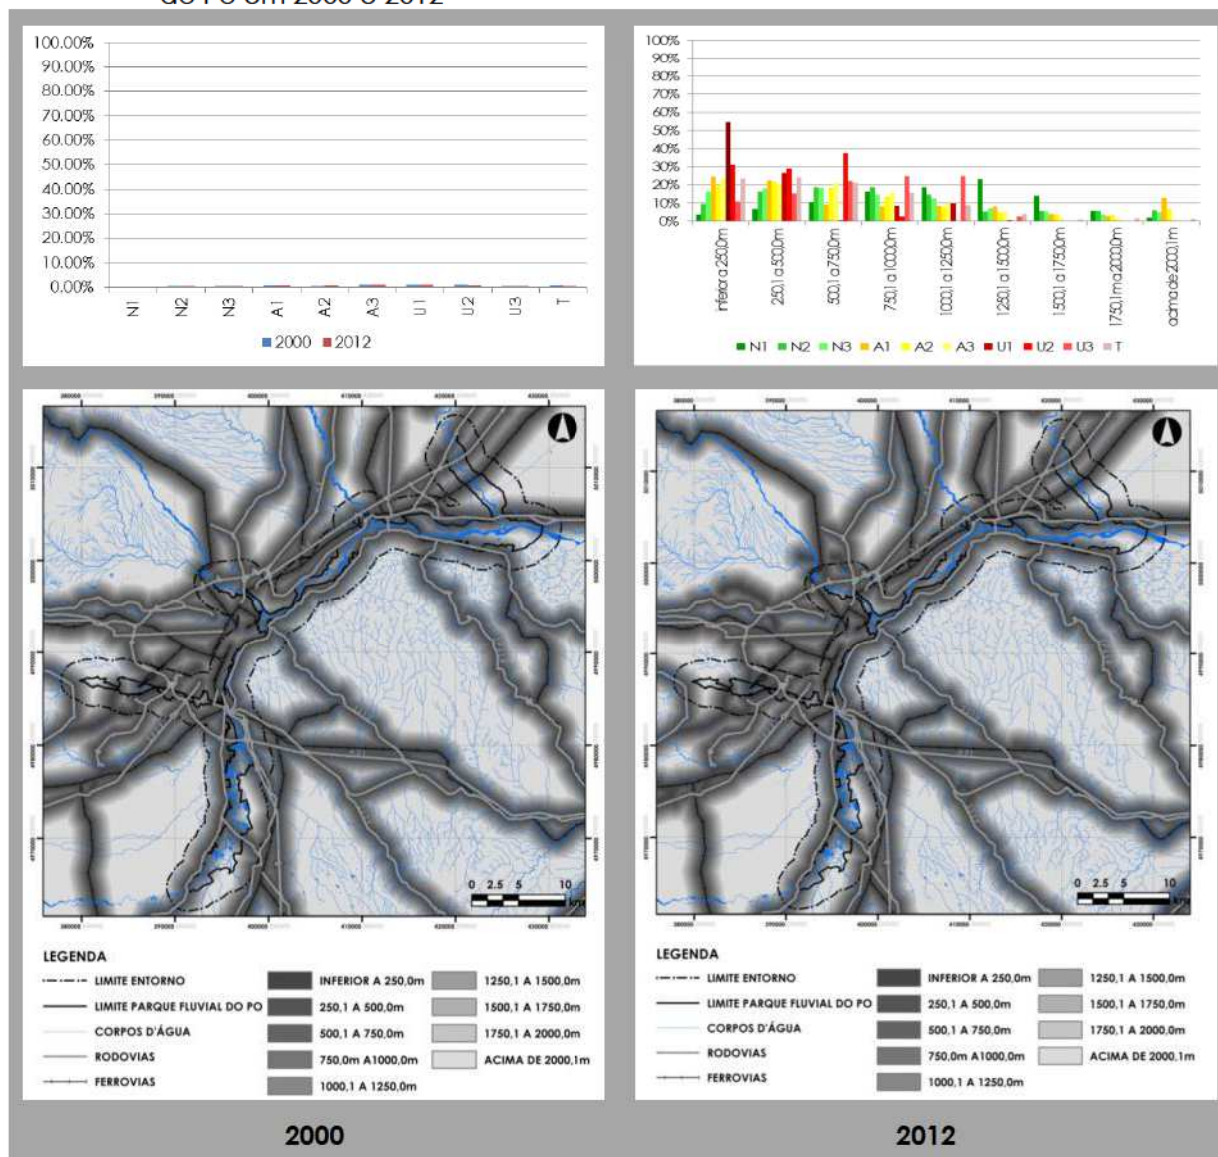 do Po em 2000 e 2012
100.00%
90.00%
80.00%
70.00%
60.00%
50.00%
40.00%
30.00%
20.00%
10.00%
0.00%
N1 N2 N3 A1 A2 A3 U1 U2 U3 T
2000 2012
100%
90%
80%
70%
60%
50%
40%
30%
20%
10%
0%
inferior a 250,0m
250,1 a 500,0m
500,1 a 750,0m
750,1 a 1000,0m
1000,1 a 1250,0m
1250,1 a 1500,0m
1500,1 a 1750,0m
1750,1m a 2000,0m
acima de 2000,1m
N1 N2 N3 A1 A2 A3 U1 U2 U3 T
0 2.5 5 10
km
LEGENDA
LIMITE ENTORNO
LIMITE PARQUE FLUVIAL DO PO
CORPOS D'ÁGUA
RODOVIAS
FERROVIAS
INFERIOR A 250,0m
250,1 A 500,0m
500,1 A 750,0m
750,0m A1000,0m
1000,1 A 1250,0m
1250,1 A 1500,0m
1500,1 A 1750,0m
1750,1 A 2000,0m
ACIMA DE 2000,1m
2000
0 2.5 5 10
LEGENDA
LIMITE ENTORNO
LIMITE PARQUE FLUVIAL DO PO
CORPOS D'ÁGUA
RODOVIAS
FERROVIAS
INFERIOR A 250,0m
250,1 A 500,0m
500,1 A 750,0m
750,0m A1000,0m
1000,1 A 1250,0m
1250,1 A 1500,0m
1500,1 A 1750,0m
1750,1 A 2000,0m
ACIMA DE 2000,1m
2012